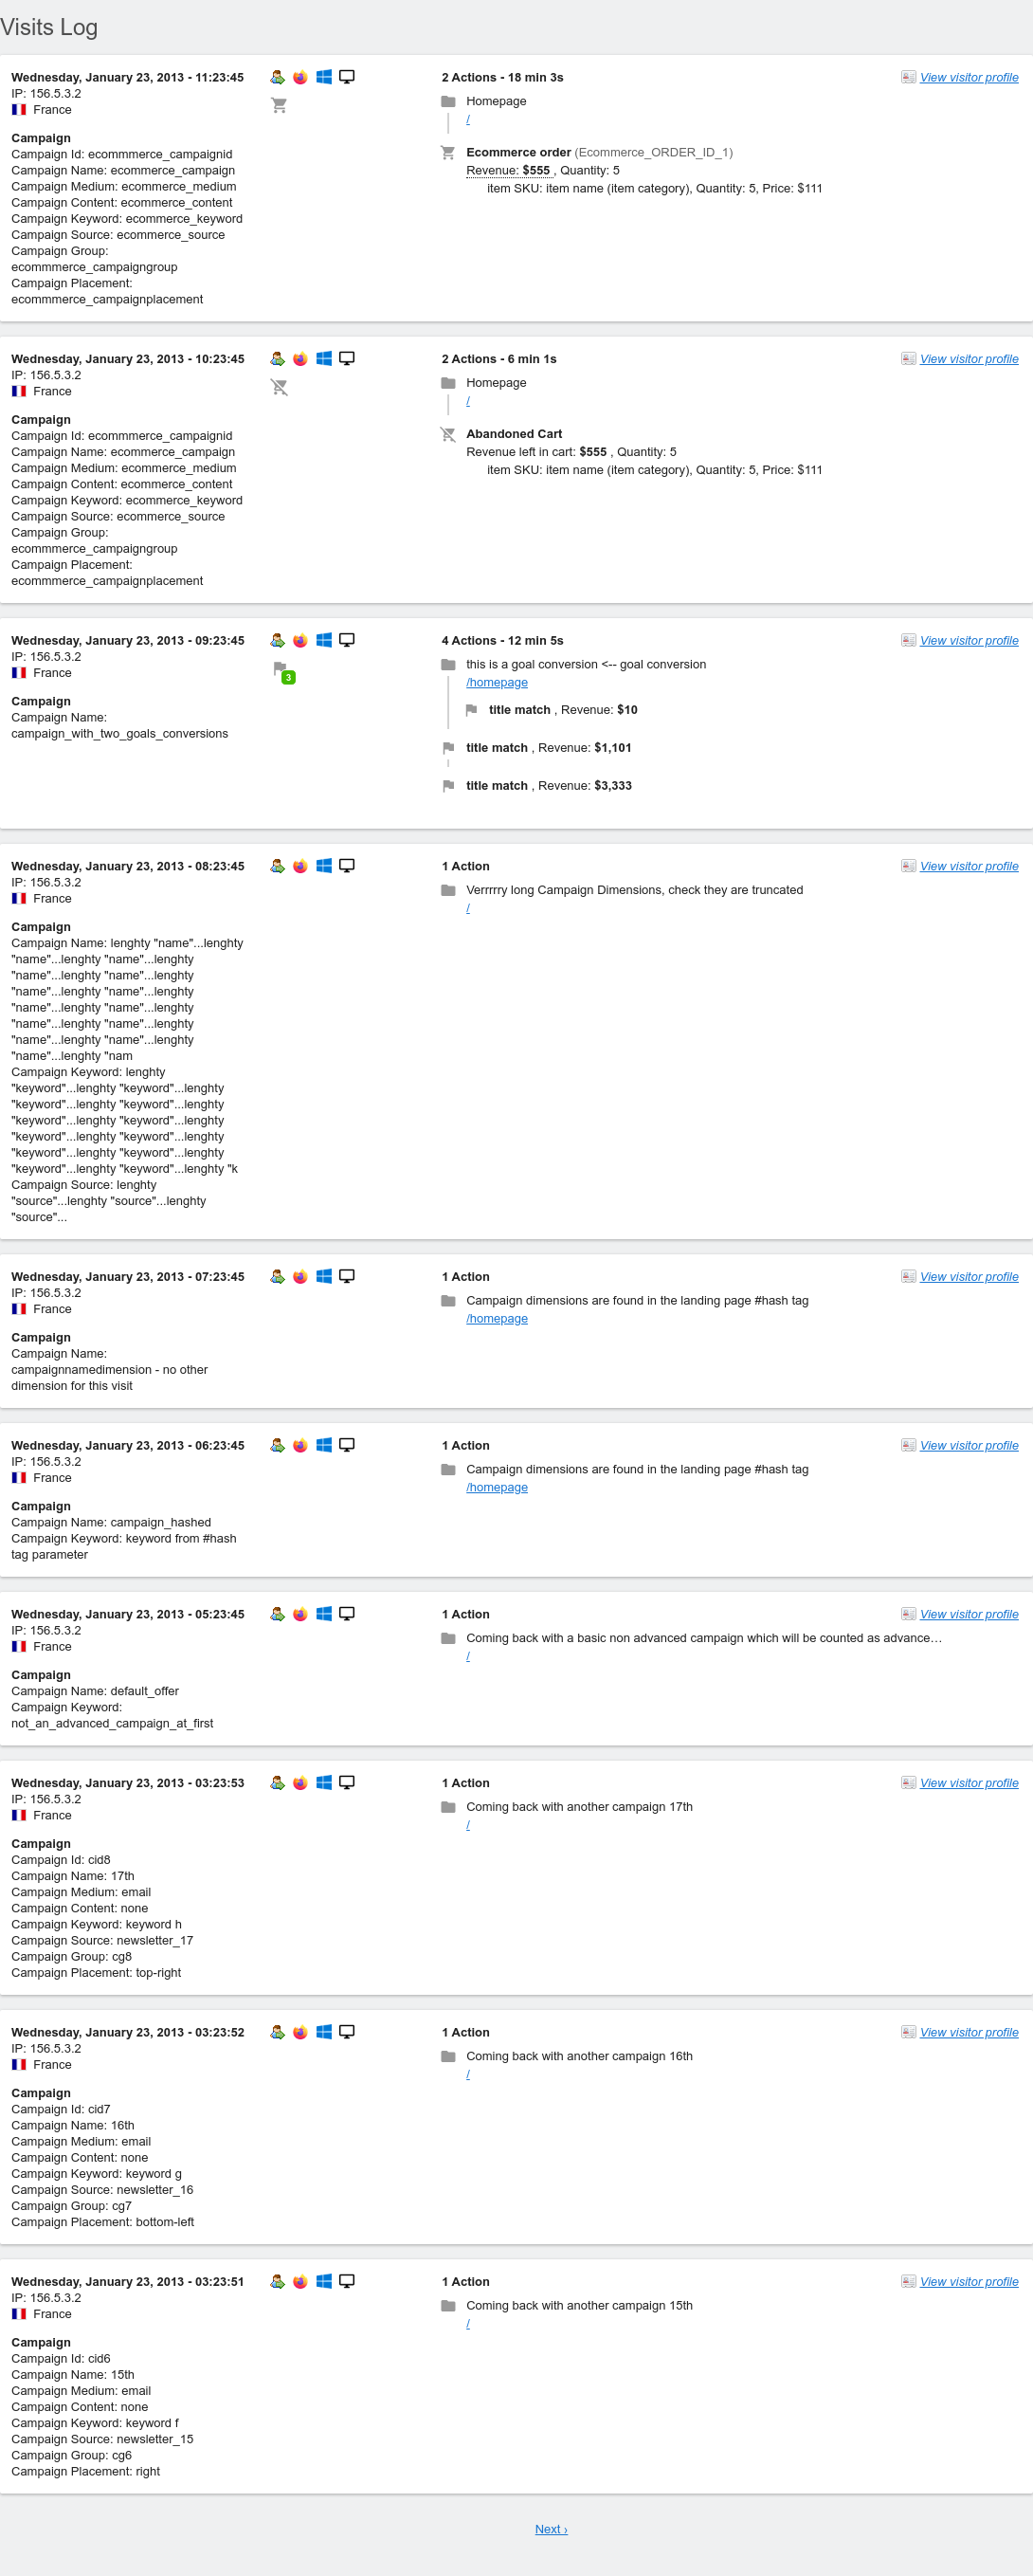 Visits Log
Wednesday, January 23, 2013 - 11:23:45
IP: 156.5.3.2
France
Campaign
Campaign Id: ecommmerce_campaignid
Campaign Name: ecommerce_campaign
Campaign Medium: ecommerce_medium
Campaign Content: ecommerce_content
Campaign Keyword: ecommerce_keyword
Campaign Source: ecommerce_source
Campaign Group:
ecommmerce_campaigngroup
Campaign Placement:
ecommmerce_campaignplacement
2 Actions - 18 min 3s
Homepage
/
Ecommerce order (Ecommerce_ORDER_ID_1)
Revenue: $555 , Quantity: 5
item SKU: item name (item category), Quantity: 5, Price: $111
View visitor profile
Wednesday, January 23, 2013 - 10:23:45
IP: 156.5.3.2
France
Campaign
Campaign Id: ecommmerce_campaignid
Campaign Name: ecommerce_campaign
Campaign Medium: ecommerce_medium
Campaign Content: ecommerce_content
Campaign Keyword: ecommerce_keyword
Campaign Source: ecommerce_source
Campaign Group:
ecommmerce_campaigngroup
Campaign Placement:
ecommmerce_campaignplacement
2 Actions - 6 min 1s
Homepage
/
Abandoned Cart
Revenue left in cart: $555 , Quantity: 5
item SKU: item name (item category), Quantity: 5, Price: $111
View visitor profile
Wednesday, January 23, 2013 - 09:23:45
IP: 156.5.3.2
France
Campaign
Campaign Name:
campaign_with_two_goals_conversions
3
4 Actions - 12 min 5s
this is a goal conversion <-- goal conversion
/homepage
title match , Revenue: $10
title match , Revenue: $1,101
title match , Revenue: $3,333
View visitor profile
Wednesday, January 23, 2013 - 08:23:45
IP: 156.5.3.2
France
Campaign
Campaign Name: lenghty "name"...lenghty
"name"...lenghty "name"...lenghty
"name"...lenghty "name"...lenghty
"name"...lenghty "name"...lenghty
"name"...lenghty "name"...lenghty
"name"...lenghty "name"...lenghty
"name"...lenghty "name"...lenghty
"name"...lenghty "nam
Campaign Keyword: lenghty
"keyword"...lenghty "keyword"...lenghty
"keyword"...lenghty "keyword"...lenghty
"keyword"...lenghty "keyword"...lenghty
"keyword"...lenghty "keyword"...lenghty
"keyword"...lenghty "keyword"...lenghty
"keyword"...lenghty "keyword"...lenghty "k
Campaign Source: lenghty
"source"...lenghty "source"...lenghty
"source"...
1 Action
Verrrrry long Campaign Dimensions, check they are truncated
/
View visitor profile
Wednesday, January 23, 2013 - 07:23:45
IP: 156.5.3.2
France
Campaign
Campaign Name:
campaignnamedimension - no other
dimension for this visit
1 Action
Campaign dimensions are found in the landing page #hash tag
/homepage
View visitor profile
Wednesday, January 23, 2013 - 06:23:45
IP: 156.5.3.2
France
Campaign
Campaign Name: campaign_hashed
Campaign Keyword: keyword from #hash
tag parameter
1 Action
Campaign dimensions are found in the landing page #hash tag
/homepage
View visitor profile
Wednesday, January 23, 2013 - 05:23:45
IP: 156.5.3.2
France
Campaign
Campaign Name: default_offer
Campaign Keyword:
not_an_advanced_campaign_at_first
1 Action
Coming back with a basic non advanced campaign which will be counted as advance…
/
View visitor profile
Wednesday, January 23, 2013 - 03:23:53
IP: 156.5.3.2
France
Campaign
Campaign Id: cid8
Campaign Name: 17th
Campaign Medium: email
Campaign Content: none
Campaign Keyword: keyword h
Campaign Source: newsletter_17
Campaign Group: cg8
Campaign Placement: top-right
1 Action
Coming back with another campaign 17th
/
View visitor profile
Wednesday, January 23, 2013 - 03:23:52
IP: 156.5.3.2
France
Campaign
Campaign Id: cid7
Campaign Name: 16th
Campaign Medium: email
Campaign Content: none
Campaign Keyword: keyword g
Campaign Source: newsletter_16
Campaign Group: cg7
Campaign Placement: bottom-left
1 Action
Coming back with another campaign 16th
/
View visitor profile
Wednesday, January 23, 2013 - 03:23:51
IP: 156.5.3.2
France
Campaign
Campaign Id: cid6
Campaign Name: 15th
Campaign Medium: email
Campaign Content: none
Campaign Keyword: keyword f
Campaign Source: newsletter_15
Campaign Group: cg6
Campaign Placement: right
1 Action
Coming back with another campaign 15th
/
View visitor profile
Next ›